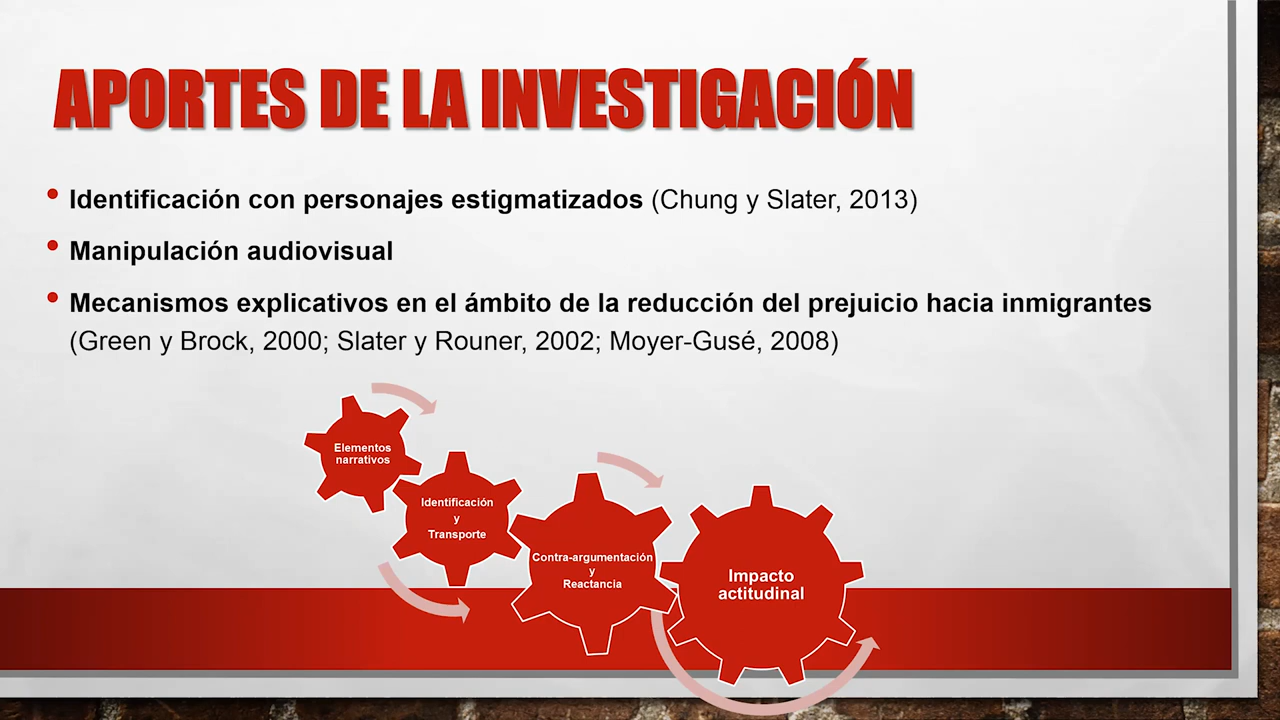 APORTES DE LA INVESTIGACIÓN
• Identificación con personajes estigmatizados (Chung y Slater, 2013)
• Manipulación audiovisual
• Mecanismos explicativos en el ámbito de la reducción del prejuicio hacia inmigrantes
(Green y Brock, 2000; Slater y Rouner, 2002; Moyer-Gusé, 2008)
Elementos
narrativos
Identificación
y
Transporte
Contra-argumentación
y
Reactancia
Impacto
actitudinal